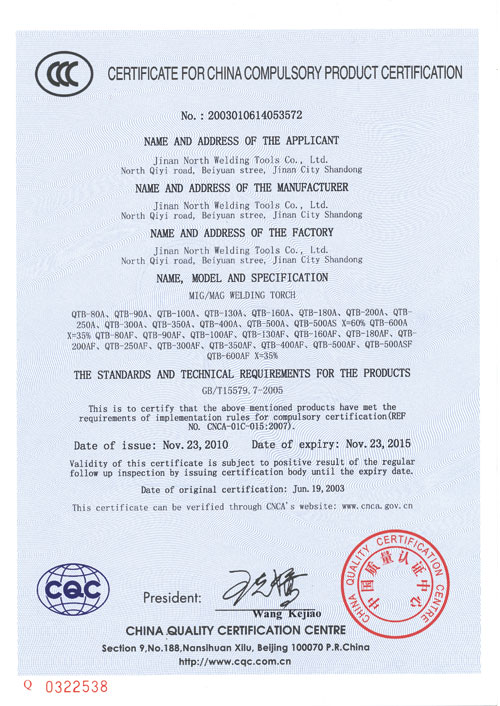 CCC
CERTIFICATE FOR CHINA COMPULSORY PRODUCT CERTIFICATION
No. : 2003010614053572
NAME AND ADDRESS OF THE APPLICANT
Jinan North Welding Tools Co., Ltd.
North Qiyi road, Beiyuan stree, Jinan City Shandong
NAME AND ADDRESS OF THE MANUFACTURER
Jinan North Welding Tools Co., Ltd.
North Qiyi road, Beiyuan stree, Jinan City Shandong
NAME AND ADDRESS OF THE FACTORY
Jinan North Welding Tools Co., Ltd.
North Qiyi road, Beiyuan stree, Jinan City Shandong
NAME, MODEL AND SPECIFICATION
MIG/MAG WELDING TORCH
QTB-80A、QTB-90A、QTB-100A、QTB-130A、QTB-160A、QTB-180A、QTB-200A、QTB-
250A、QTB-300A、QTB-350A、QTB-400A、QTB-500A、QTB-500AS X=60% QTB-600A
X=35% QTB-80AF、QTB-90AF、QTB-100AF、QTB-130AF、QTB-160AF、QTB-180AF、QTB-
200AF、QTB-250AF、QTB-300AF、QTB-350AF、QTB-400AF、QTB-500AF、QTB-500ASF
QTB-600AF X=35%
THE STANDARDS AND TECHNICAL REQUIREMENTS FOR THE PRODUCTS
GB/T15579.7-2005
This is to certify that the above mentioned products have met the
requirements of implementation rules for compulsory certification(REF
NO. CNCA-01C-015:2007).
Date of issue: Nov. 23, 2010 Date of expiry: Nov. 23, 2015
Validity of this certificate is subject to positive result of the regular
follow up inspection by issuing certification body until the expiry date.
Date of original certification: Jun. 19, 2003
This certificate can be verified through CNCA's website: www.cnca.gov.cn
CHINA QUALITY CERTIFICATION CENTRE
中国质量认证中心
CQC
President:
Wang Kejiao
CHINA QUALITY CERTIFICATION CENTRE
Section 9, No.188, Nansihuan Xilu, Beijing 100070 P.R.China
http://www.cqc.com.cn
Q 0322538